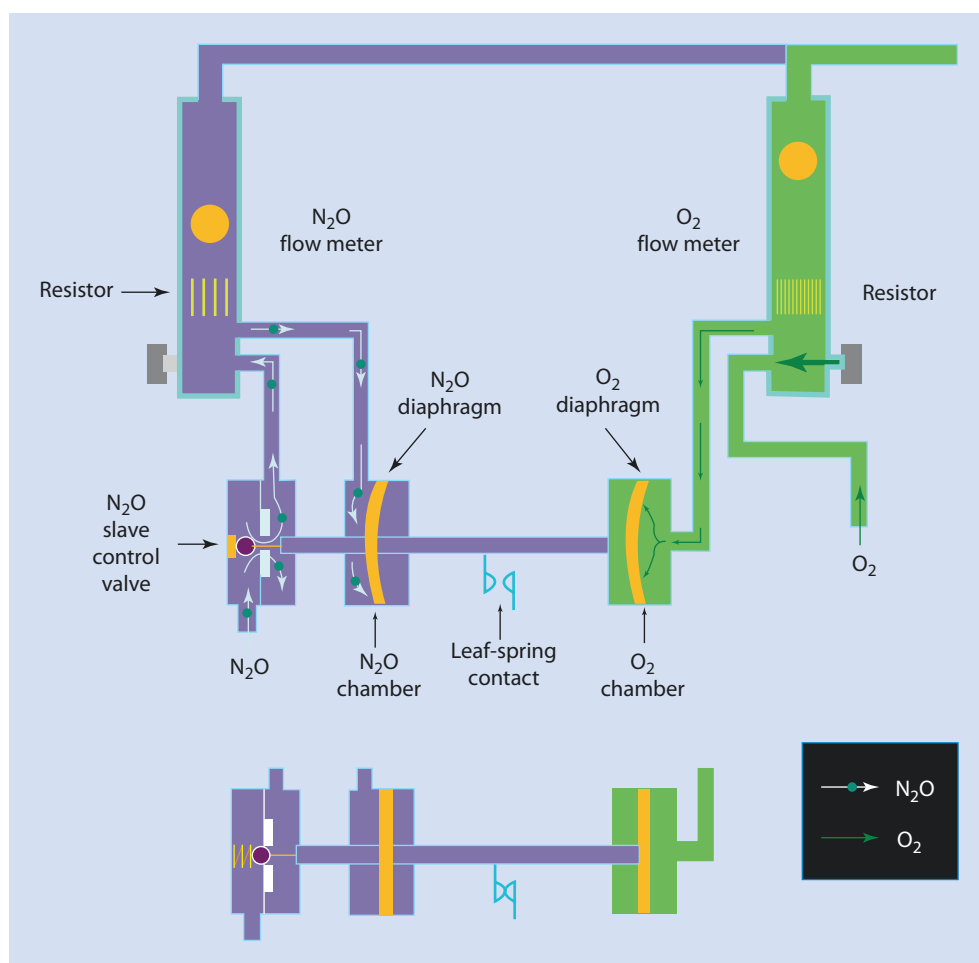 N₂O
flow meter
O₂
flow meter
Resistor
Resistor
N₂O
diaphragm
O₂
diaphragm
N₂O
slave
control
valve
O₂
N₂O
N₂O
chamber
Leaf-spring
contact
O₂
chamber
N₂O
O₂